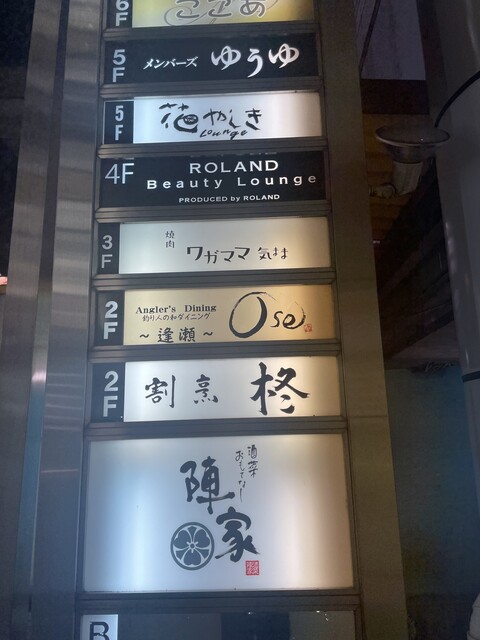 6F
ここあ
5F
メンバーズ ゆうゆ
5F
花やしき
Lounge
4F
ROLAND
Beauty Lounge
PRODUCED by ROLAND
3F
焼肉
ワガママ 気まま
2F
Angler's Dining
釣り人の和ダイニング
～逢瀬～
Ose
2F
割烹 柊
酒菜
おもてなし
陣家
B